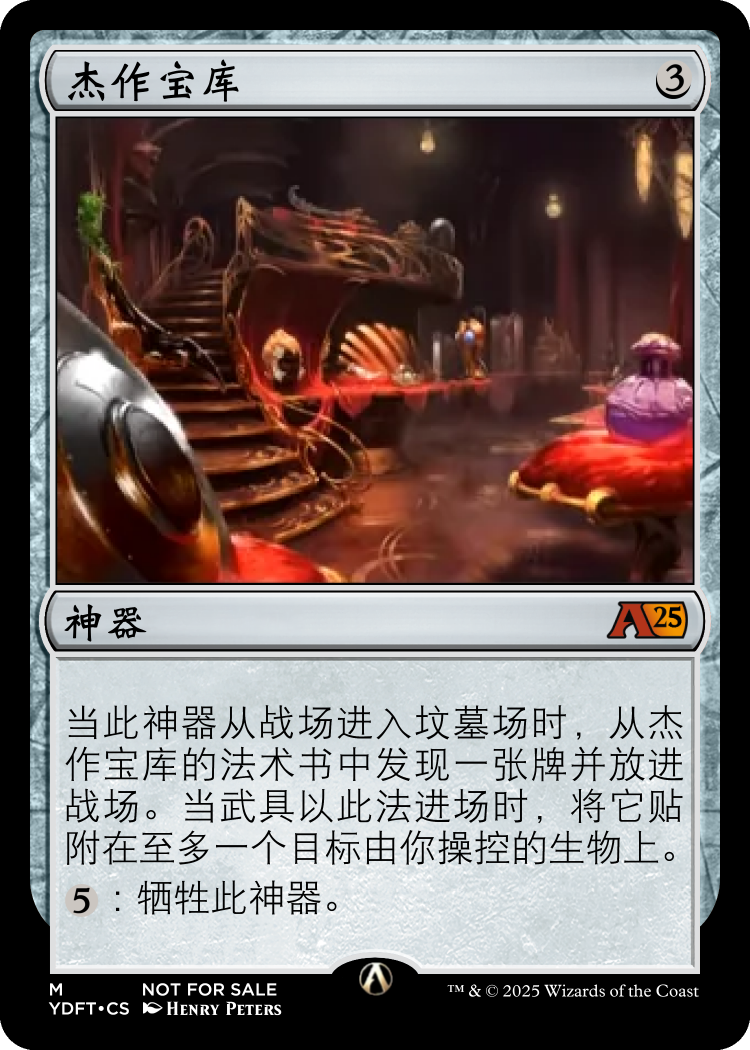 杰作宝库
3
神器
A25
当此神器从战场进入坟墓场时，从杰
作宝库的法术书中发现一张牌并放进
战场。当武具以此法进场时，将它贴
附在至多一个目标由你操控的生物上。
5：牺牲此神器。
M NOT FOR SALE
YDFT•CS HENRY PETERS
™ & © 2025 Wizards of the Coast